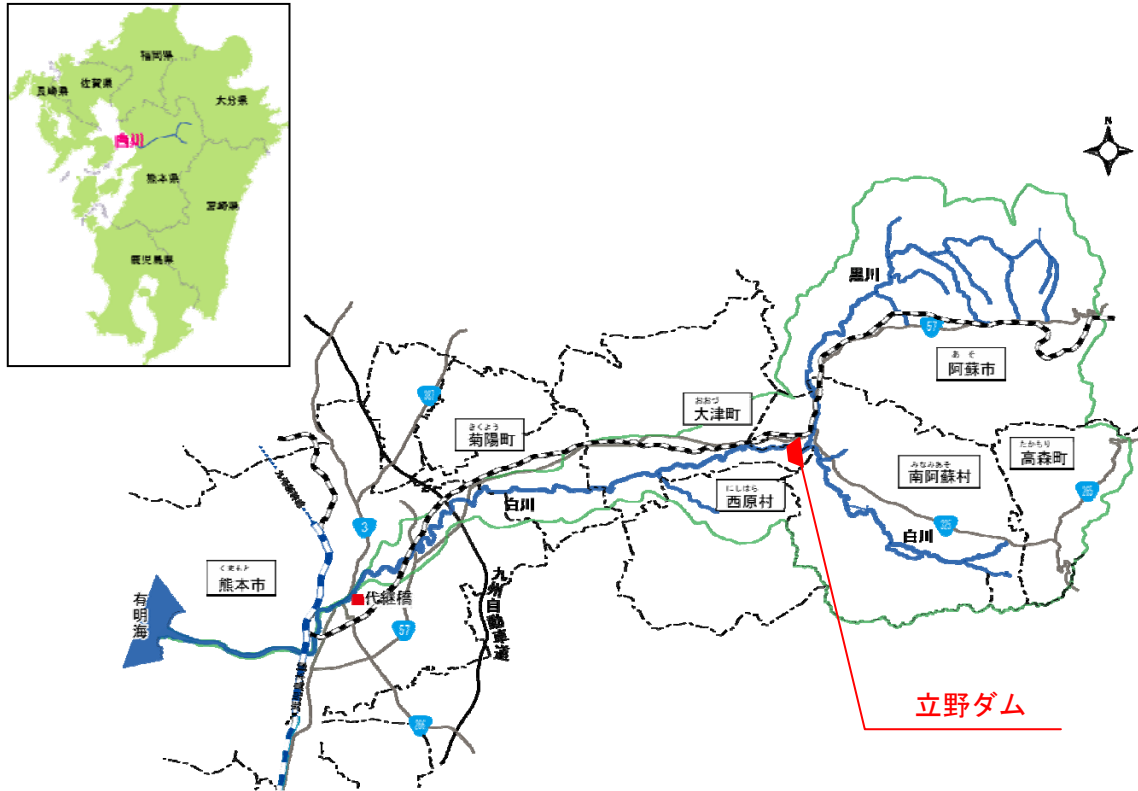 福岡県
佐賀県
長崎県
大分県
白川
熊本県
宮崎県
鹿児島県
N
黒川
57
あそ
阿蘇市
おおづ
大津町
387
きくよう
菊陽町
たかもり
高森町
みなみあそ
南阿蘇村
265
にしはら
西原村
白川
白川
325
3
くまもと
熊本市
代継橋
有明海
57
九州自動車道
266
立野ダム